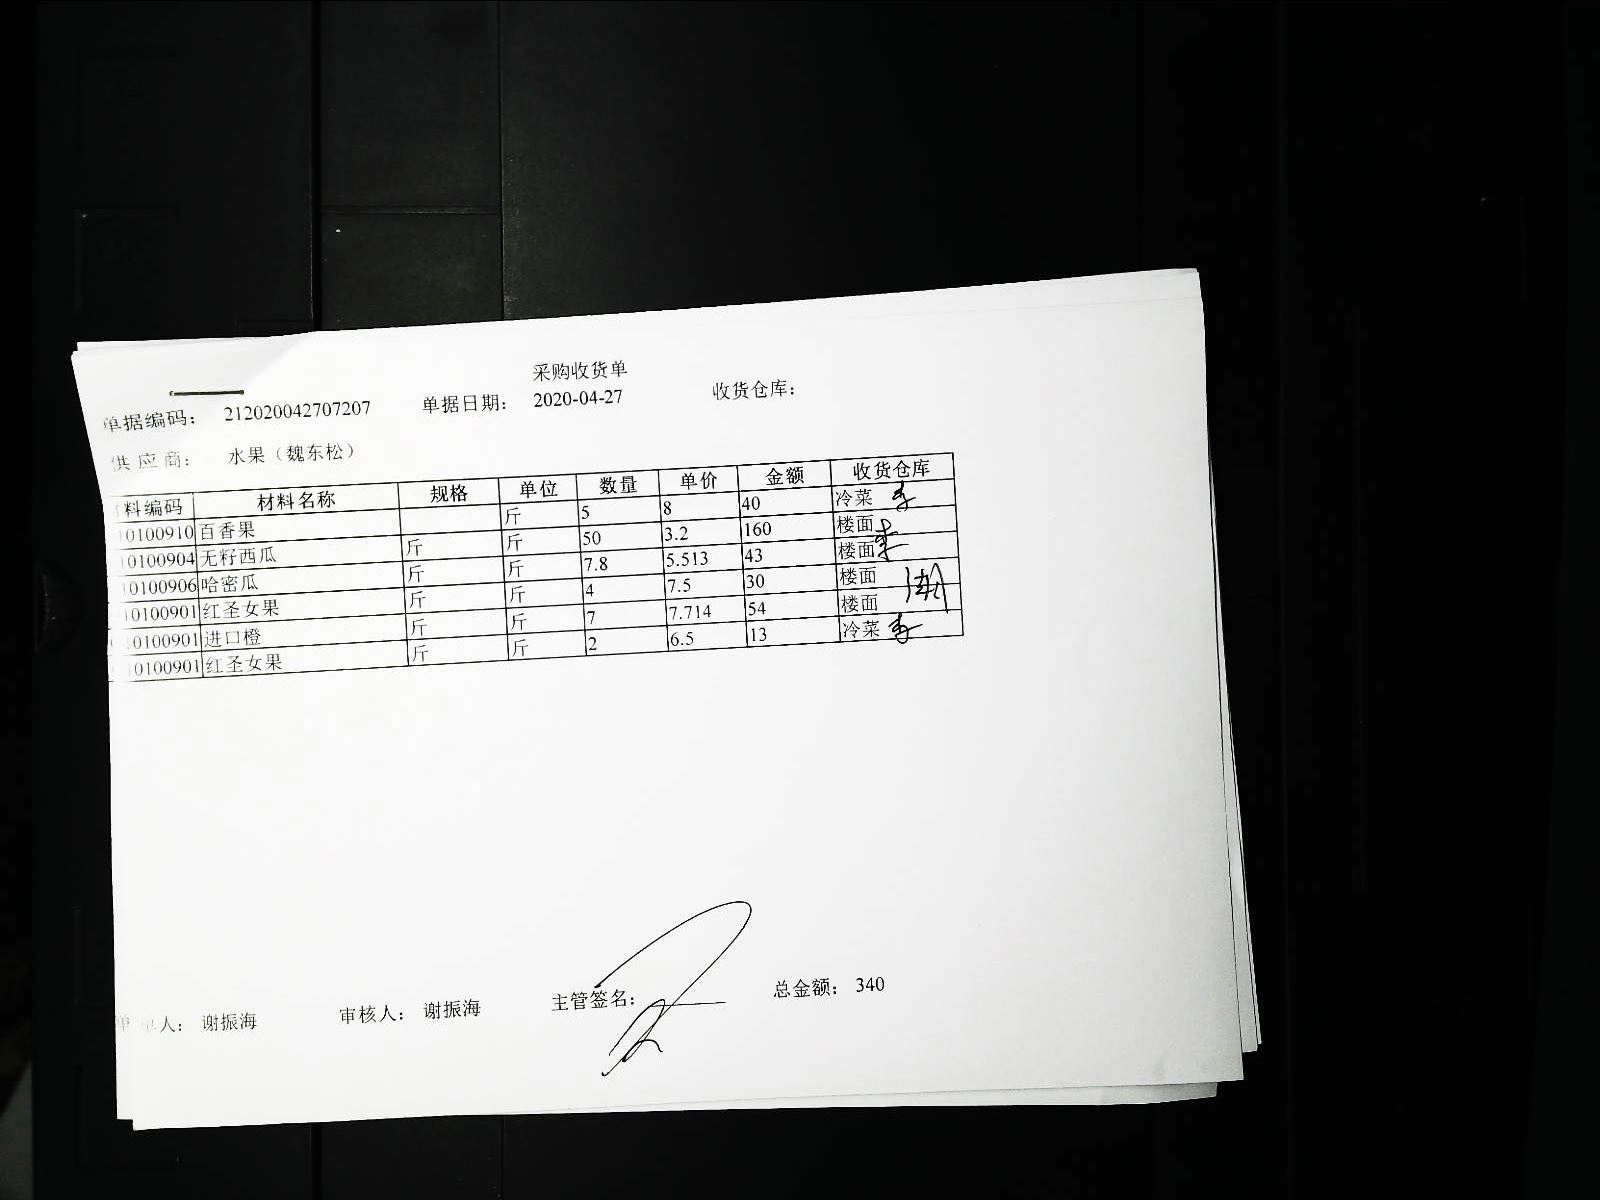 采购收货单
单据编码： 212020042707207 单据日期： 2020-04-27 收货仓库：
供应商： 水果（魏东松）
料编码 材料名称 规格 单位 数量 单价 金额 收货仓库
10100910 百香果 斤 5 8 40 冷菜
10100904 无籽西瓜 斤 斤 50 3.2 160 楼面
10100906 哈密瓜 斤 斤 7.8 5.513 43 楼面
10100901 红圣女果 斤 斤 4 7.5 30 楼面
10100901 进口橙 斤 斤 7 7.714 54 楼面
10100901 红圣女果 斤 斤 2 6.5 13 冷菜
单人： 谢振海 审核人： 谢振海 主管签名： 总金额： 340